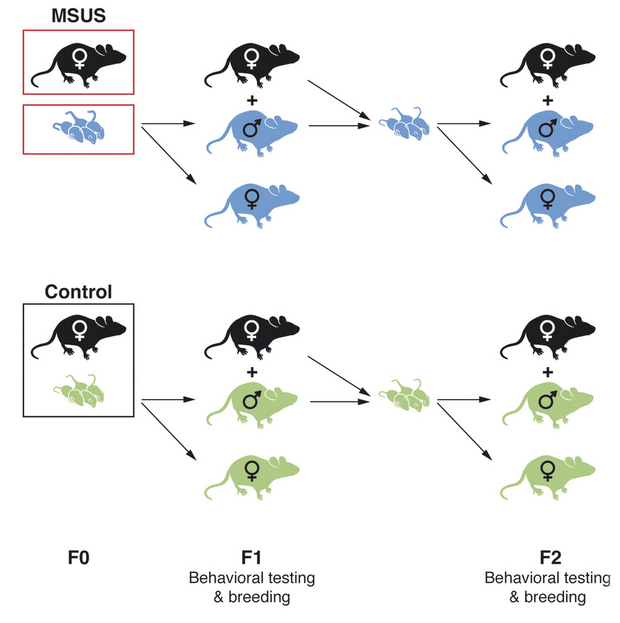 MSUS
♀
♀
+
♂
♀
♀
+
♂
♀
Control
♀
♀
+
♂
♀
♀
+
♂
♀
F0
F1
F2
Behavioral testing
& breeding
Behavioral testing
& breeding